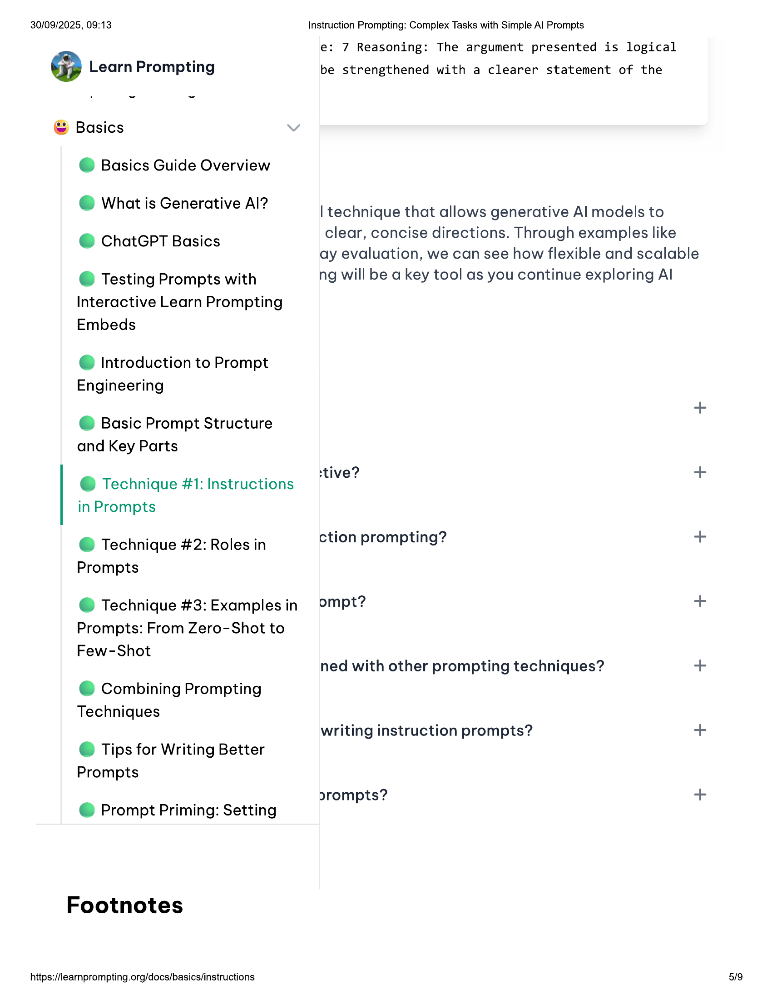 30/09/2025, 09:13
Instruction Prompting: Complex Tasks with Simple AI Prompts
Learn Prompting
Basics
Basics Guide Overview
What is Generative AI?
ChatGPT Basics
Testing Prompts with
Interactive Learn Prompting
Embeds
Introduction to Prompt
Engineering
Basic Prompt Structure
and Key Parts
Technique #1: Instructions
in Prompts
Technique #2: Roles in
Prompts
Technique #3: Examples in
Prompts: From Zero-Shot to
Few-Shot
Combining Prompting
Techniques
Tips for Writing Better
Prompts
Prompt Priming: Setting
e: 7 Reasoning: The argument presented is logical
be strengthened with a clearer statement of the
technique that allows generative AI models to
clear, concise directions. Through examples like
ay evaluation, we can see how flexible and scalable
ng will be a key tool as you continue exploring AI
ctive?
ction prompting?
ompt?
ned with other prompting techniques?
writing instruction prompts?
prompts?
Footnotes
https://learnprompting.org/docs/basics/instructions
5/9